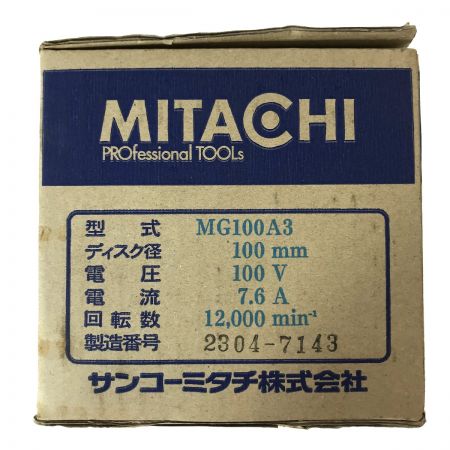 MITACHI
PROfessional TOOLs
型式 MG100A3
ディスク径 100 mm
電圧 100 V
電流 7.6 A
回転数 12,000 min⁻¹
製造番号 2304-7143
サンコーミタチ株式会社